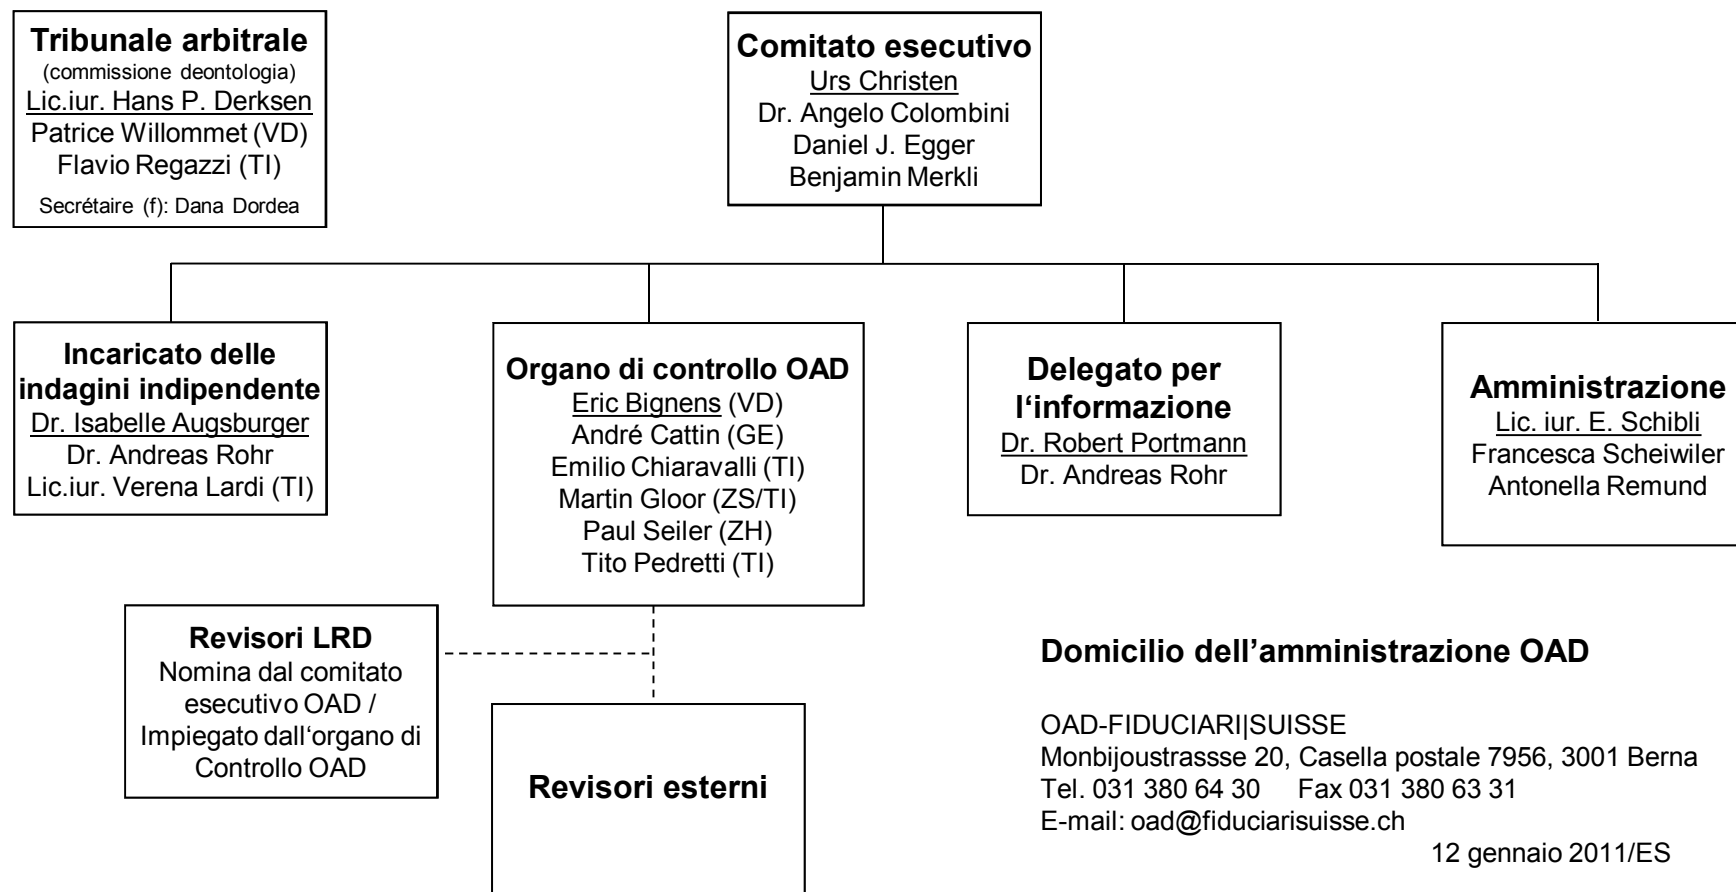 Tribunale arbitrale
(commissione deontologia)
Lic.iur. Hans P. Derksen
Patrice Willommet (VD)
Flavio Regazzi (TI)
Secrétaire (f): Dana Dordea
Comitato esecutivo
Urs Christen
Dr. Angelo Colombini
Daniel J. Egger
Benjamin Merkli
Incaricato delle
indagini indipendente
Dr. Isabelle Augsburger
Dr. Andreas Rohr
Lic.iur. Verena Lardi (TI)
Organo di controllo OAD
Eric Bignens (VD)
André Cattin (GE)
Emilio Chiaravalli (TI)
Martin Gloor (ZS/TI)
Paul Seiler (ZH)
Tito Pedretti (TI)
Delegato per
l‘informazione
Dr. Robert Portmann
Dr. Andreas Rohr
Amministrazione
Lic. iur. E. Schibli
Francesca Scheiwiler
Antonella Remund
Revisori LRD
Nomina dal comitato
esecutivo OAD /
Impiegato dall‘organo di
Controllo OAD
Revisori esterni
Domicilio dell’amministrazione OAD
OAD-FIDUCIARI|SUISSE
Monbijoustrassse 20, Casella postale 7956, 3001 Berna
Tel. 031 380 64 30 Fax 031 380 63 31
E-mail: oad@fiduciarisuisse.ch
12 gennaio 2011/ES